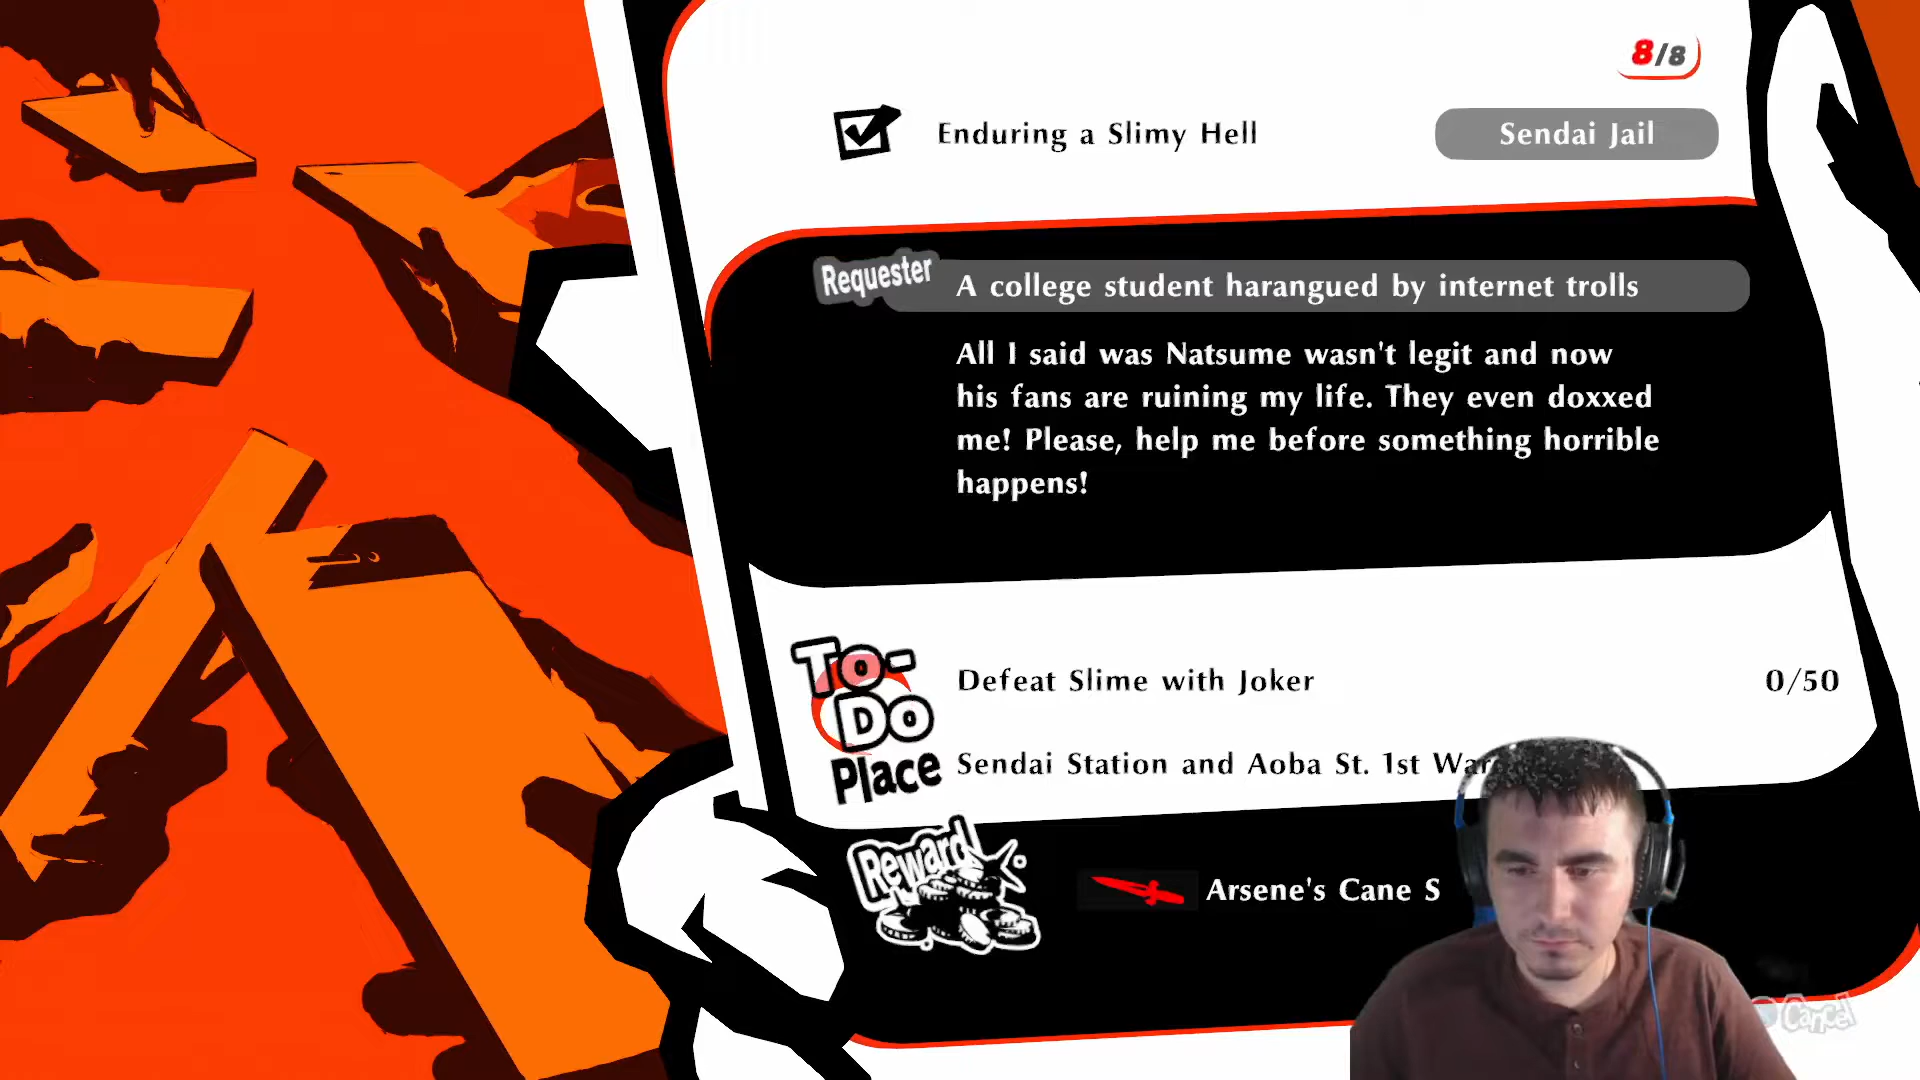 8/8
Enduring a Slimy Hell
Sendai Jail
Requester
A college student harangued by internet trolls
All I said was Natsume wasn't legit and now
his fans are ruining my life. They even doxxed
me! Please, help me before something horrible
happens!
To-Do
Defeat Slime with Joker
0/50
Place
Sendai Station and Aoba St. 1st
Reward
Arsene's Cane S
Cancel